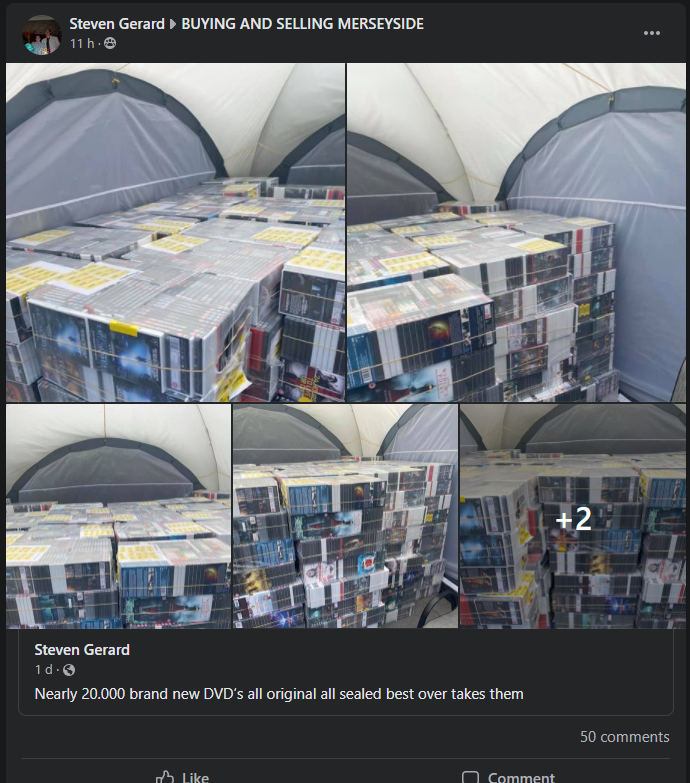 Steven Gerard ▸ BUYING AND SELLING MERSEYSIDE
11 h ·
+2
Steven Gerard
1 d ·
Nearly 20.000 brand new DVD's all original all sealed best over takes them
50 comments
Like
Comment